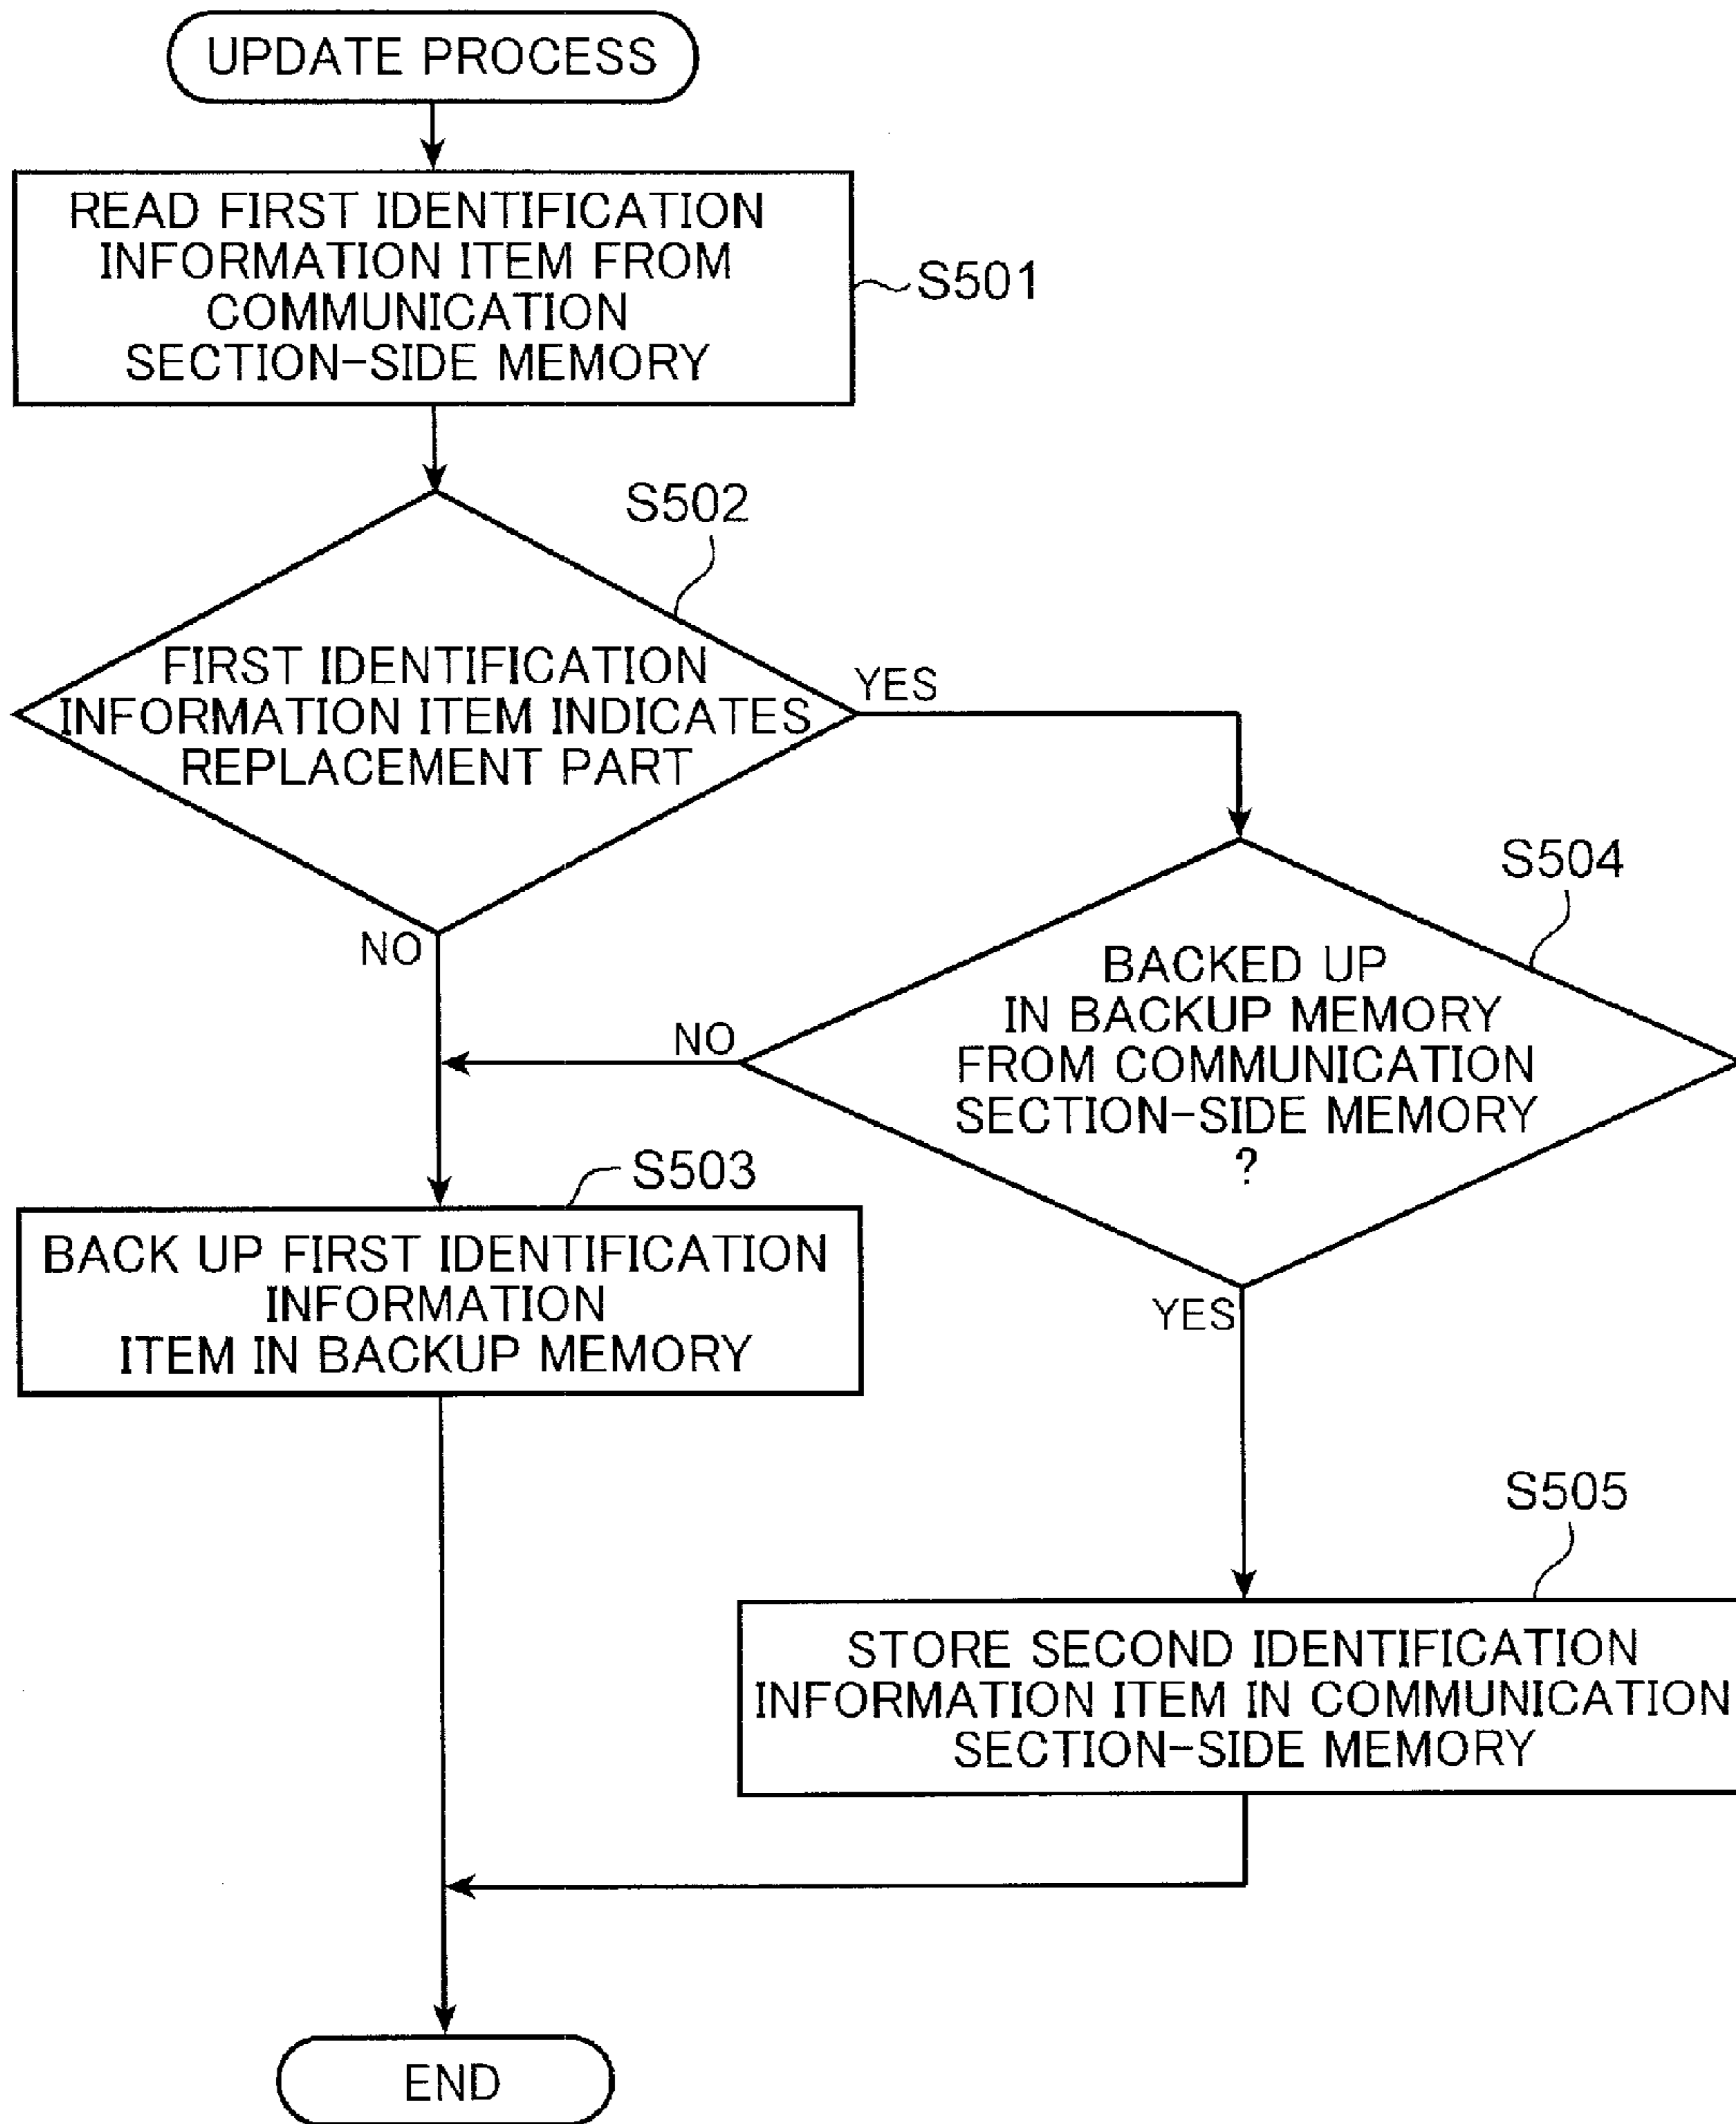 UPDATE PROCESS
READ FIRST IDENTIFICATION
INFORMATION ITEM FROM
COMMUNICATION
SECTION-SIDE MEMORY
S501
S502
FIRST IDENTIFICATION
INFORMATION ITEM INDICATES
REPLACEMENT PART
YES
NO
S504
BACKED UP
IN BACKUP MEMORY
FROM COMMUNICATION
SECTION-SIDE MEMORY
?
NO
YES
S503
BACK UP FIRST IDENTIFICATION
INFORMATION
ITEM IN BACKUP MEMORY
S505
STORE SECOND IDENTIFICATION
INFORMATION ITEM IN COMMUNICATION
SECTION-SIDE MEMORY
END